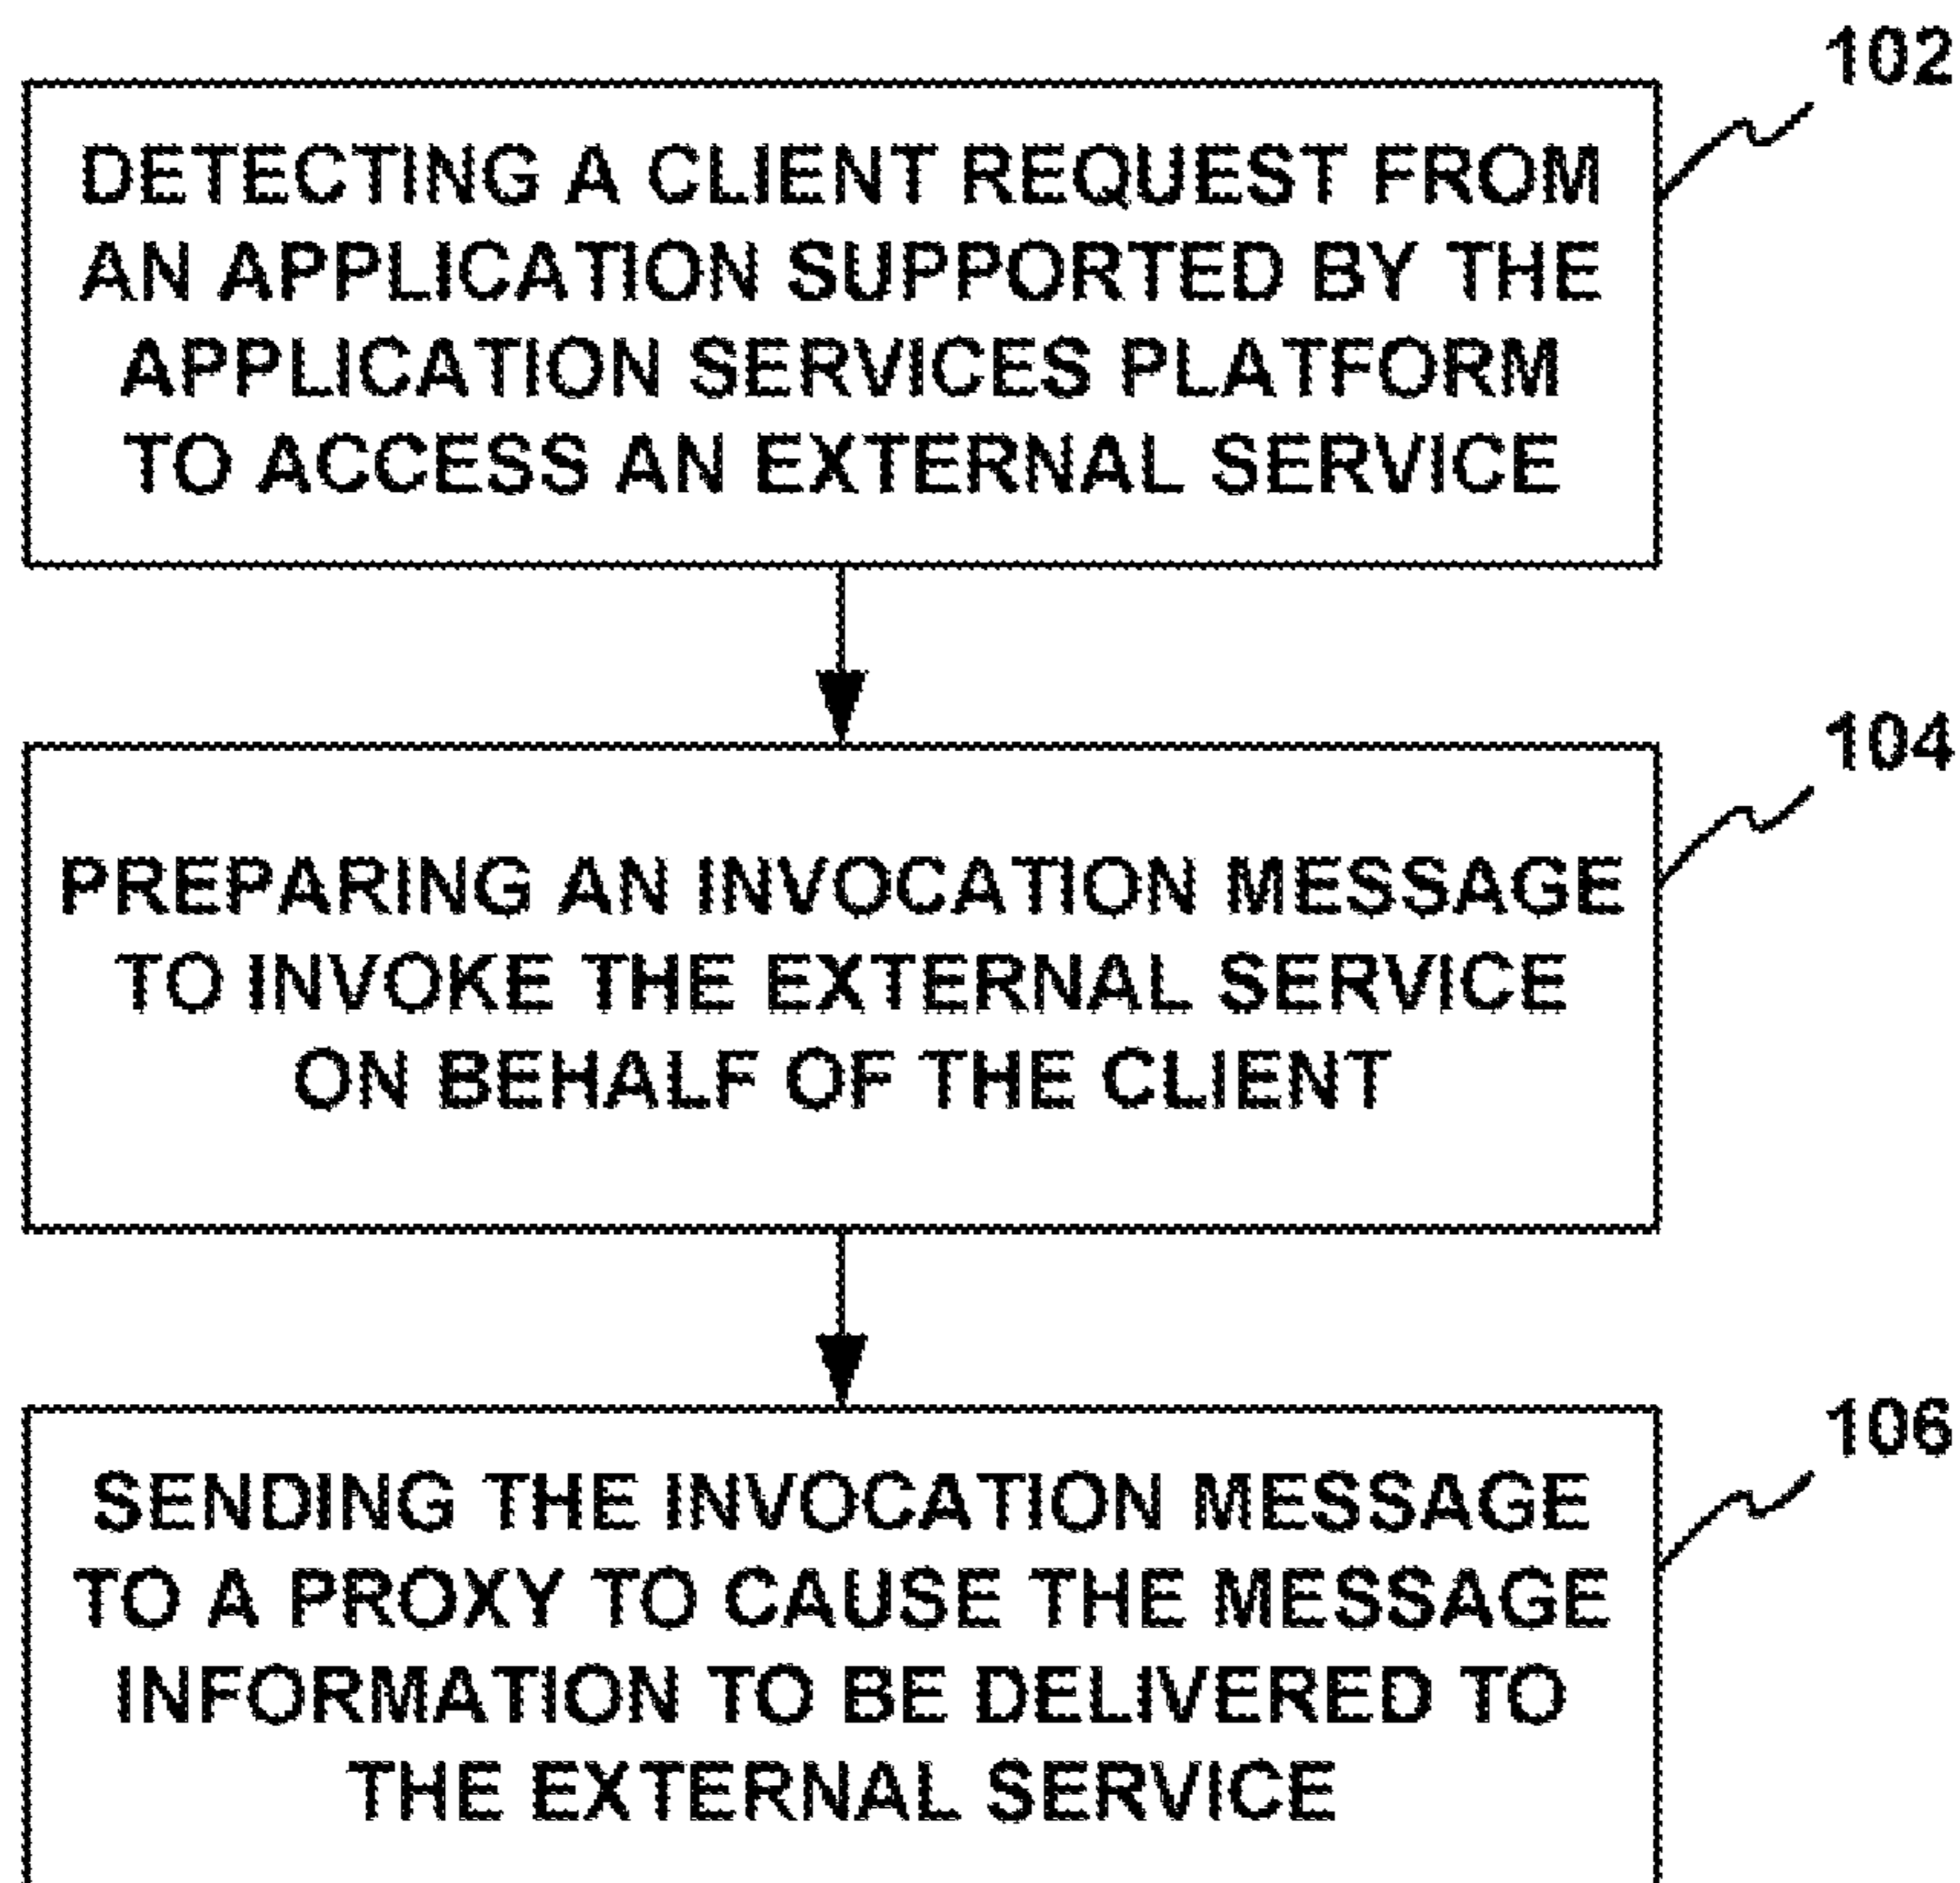 102
DETECTING A CLIENT REQUEST FROM
AN APPLICATION SUPPORTED BY THE
APPLICATION SERVICES PLATFORM
TO ACCESS AN EXTERNAL SERVICE
104
PREPARING AN INVOCATION MESSAGE
TO INVOKE THE EXTERNAL SERVICE
ON BEHALF OF THE CLIENT
106
SENDING THE INVOCATION MESSAGE
TO A PROXY TO CAUSE THE MESSAGE
INFORMATION TO BE DELIVERED TO
THE EXTERNAL SERVICE